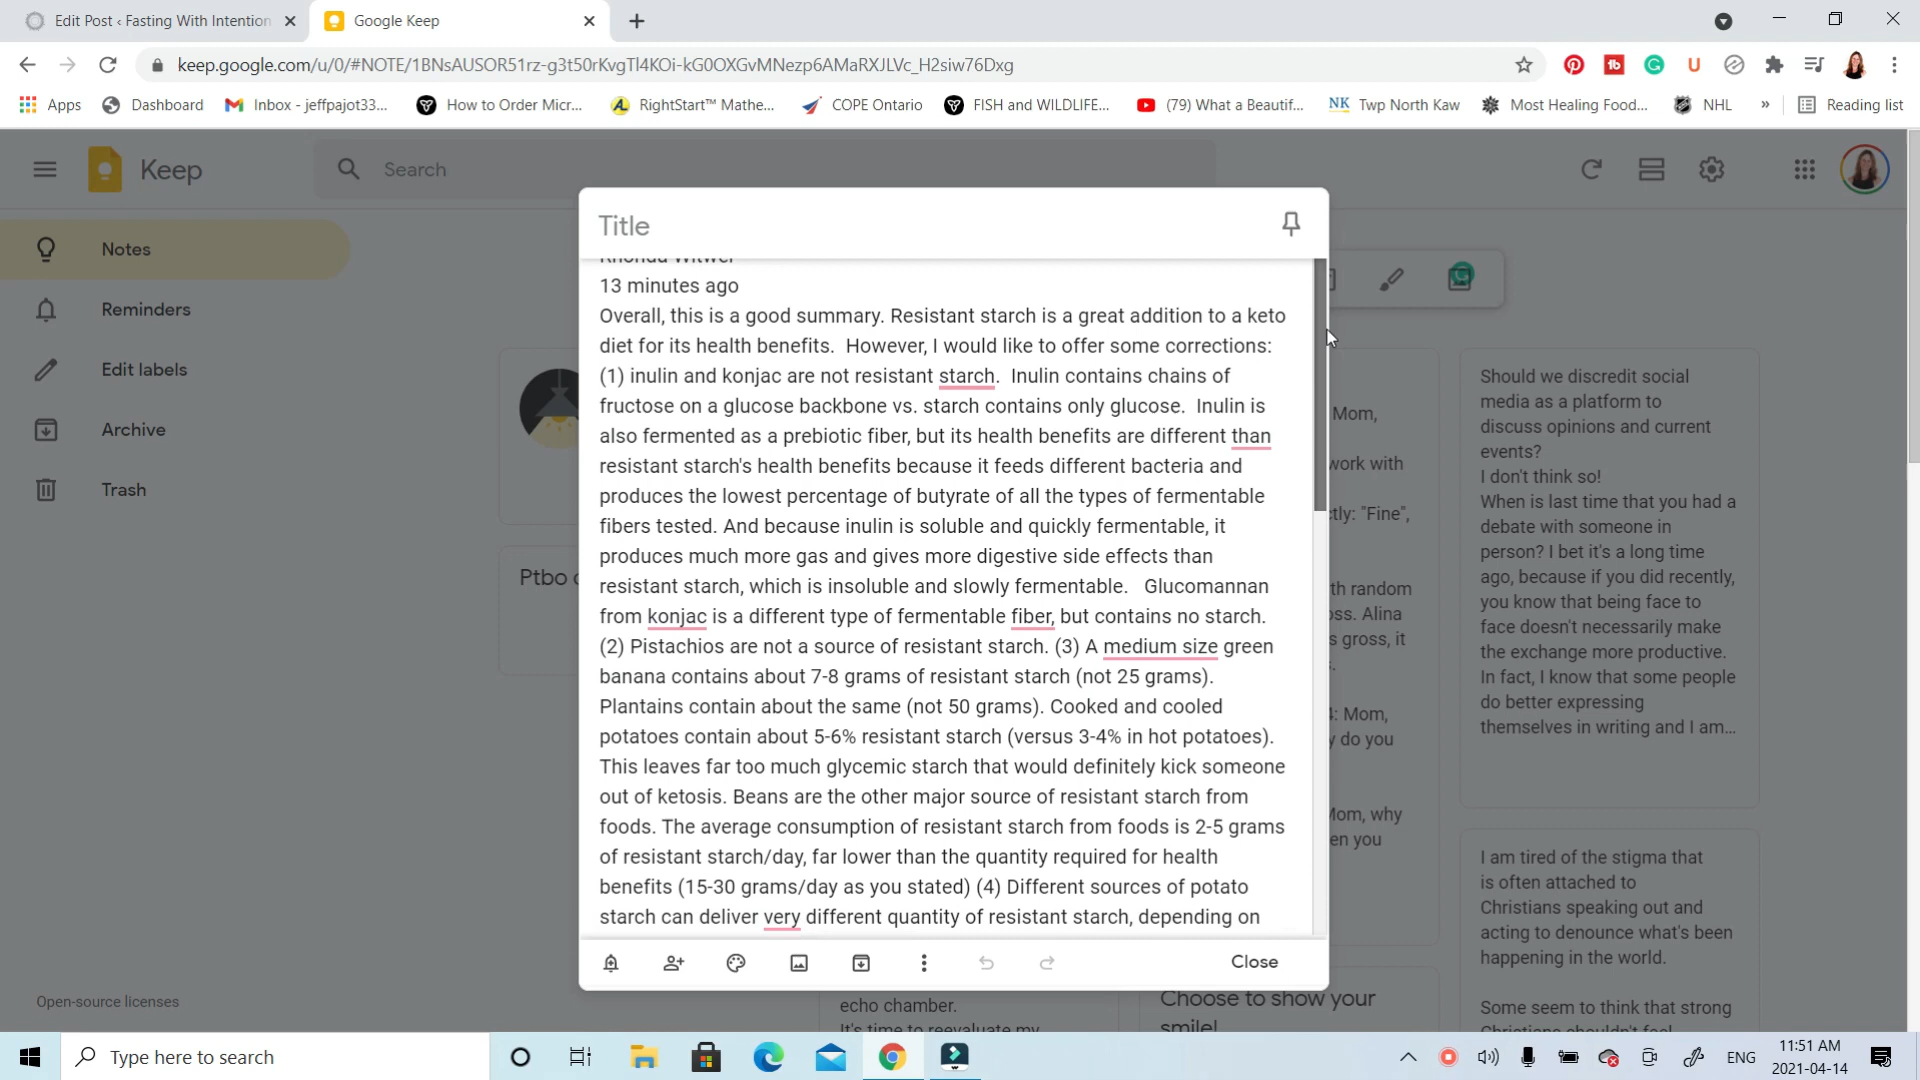 Edit Post ‹ Fasting With Intention
Google Keep
keep.google.com/u/0/#NOTE/1BNsAUSOR51rz-g3t50rKvgTl4KOi-kG0OXGvMNezp6AMaRXJLVc_H2siw76Dxg
Apps
Dashboard
Inbox - jeffpajot33...
How to Order Micr...
RightStart™ Mathe...
COPE Ontario
FISH and WILDLIFE...
(79) What a Beautif...
NK Twp North Kaw
Most Healing Food...
NHL
»
Reading list
Keep
Search
Notes
Reminders
Edit labels
Archive
Trash
Open-source licenses
Title
Rhonda Witwer
13 minutes ago
Overall, this is a good summary. Resistant starch is a great addition to a keto
diet for its health benefits.  However, I would like to offer some corrections:
(1) inulin and konjac are not resistant starch.  Inulin contains chains of
fructose on a glucose backbone vs. starch contains only glucose.  Inulin is
also fermented as a prebiotic fiber, but its health benefits are different than
resistant starch's health benefits because it feeds different bacteria and
produces the lowest percentage of butyrate of all the types of fermentable
fibers tested. And because inulin is soluble and quickly fermentable, it
produces much more gas and gives more digestive side effects than
resistant starch, which is insoluble and slowly fermentable.   Glucomannan
from konjac is a different type of fermentable fiber, but contains no starch.
(2) Pistachios are not a source of resistant starch. (3) A medium size green
banana contains about 7-8 grams of resistant starch (not 25 grams).
Plantains contain about the same (not 50 grams). Cooked and cooled
potatoes contain about 5-6% resistant starch (versus 3-4% in hot potatoes).
This leaves far too much glycemic starch that would definitely kick someone
out of ketosis. Beans are the other major source of resistant starch from
foods. The average consumption of resistant starch from foods is 2-5 grams
of resistant starch/day, far lower than the quantity required for health
benefits (15-30 grams/day as you stated) (4) Different sources of potato
starch can deliver very different quantity of resistant starch, depending on
Close
Ptbo
Mom,
work with
tly: "Fine",
th random
oss. Alina
s gross, it
4: Mom,
y do you
Mom, why
en you
echo chamber.
It's time to reevaluate my
Choose to show your
smile!
Should we discredit social
media as a platform to
discuss opinions and current
events?
I don't think so!
When is last time that you had a
debate with someone in
person? I bet it's a long time
ago, because if you did recently,
you know that being face to
face doesn't necessarily make
the exchange more productive.
In fact, I know that some people
do better expressing
themselves in writing and I am...
I am tired of the stigma that
is often attached to
Christians speaking out and
acting to denounce what's been
happening in the world.
Some seem to think that strong
Christians shouldn't feel
Type here to search
ENG
11:51 AM
2021-04-14